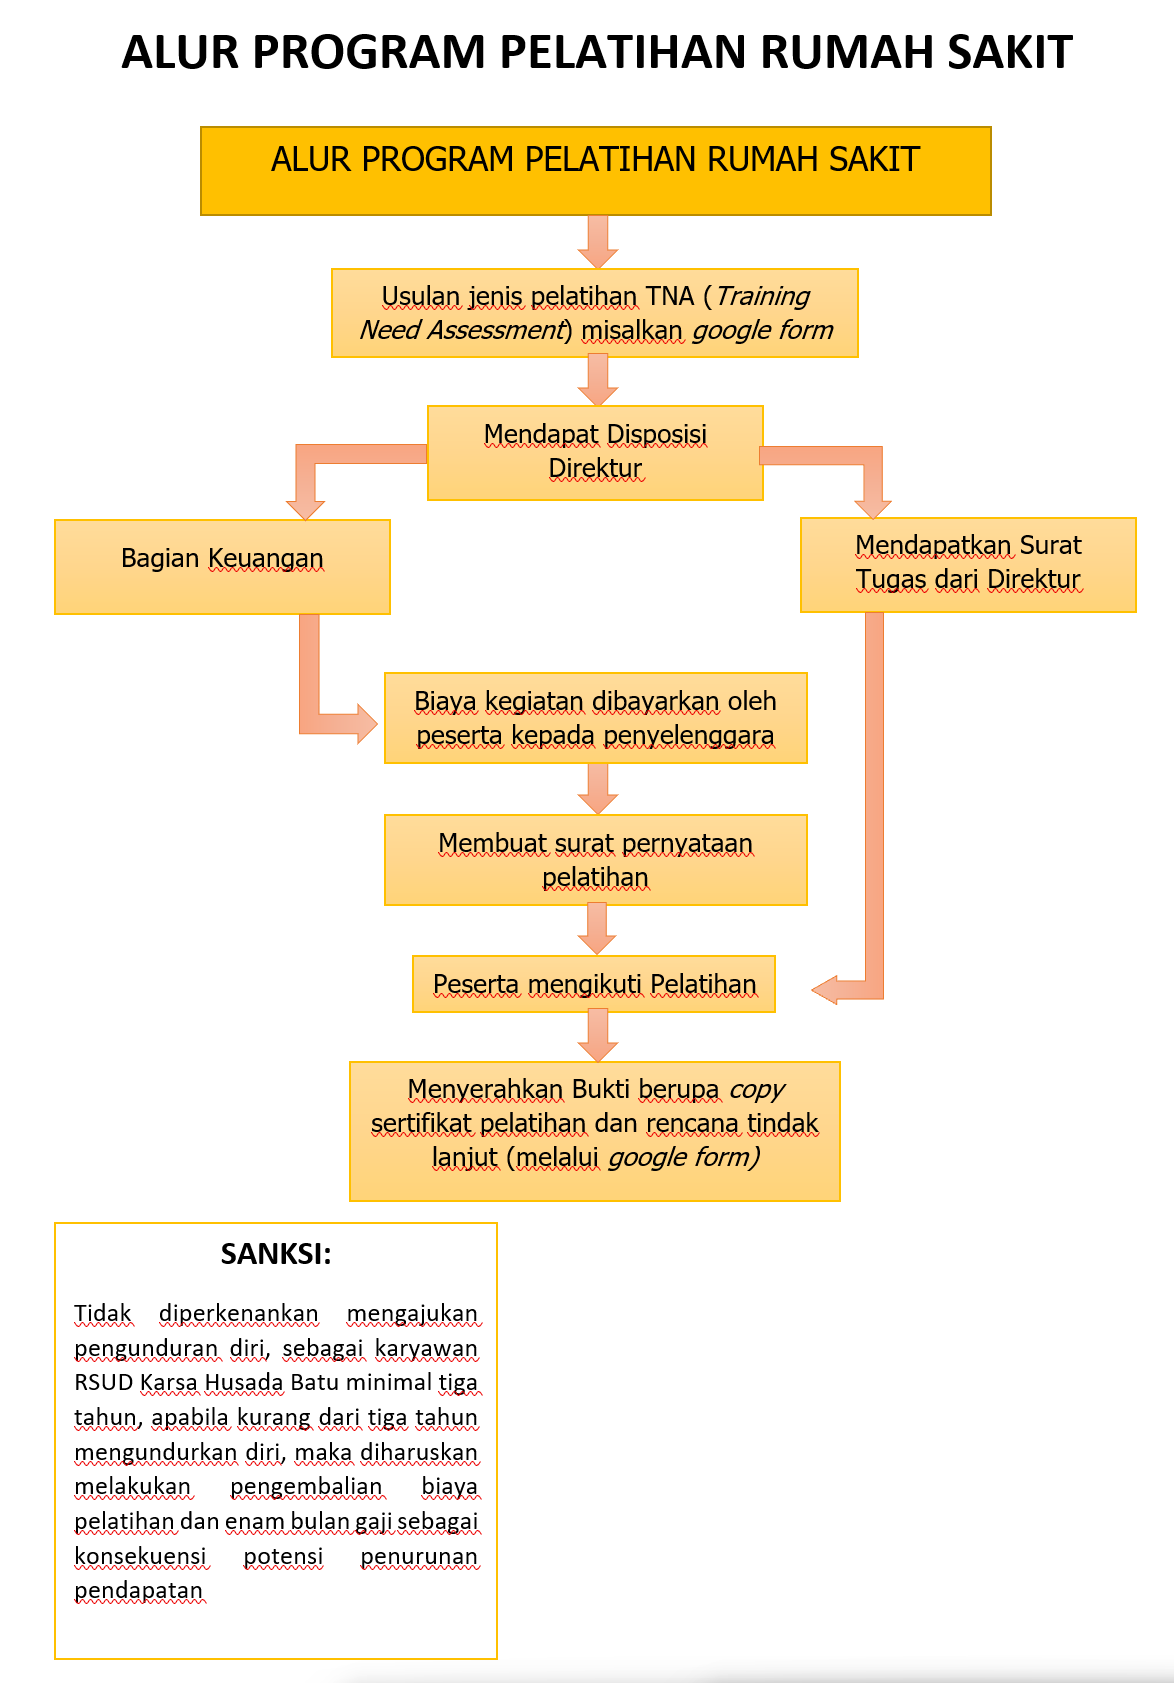 ALUR PROGRAM PELATIHAN RUMAH SAKIT
ALUR PROGRAM PELATIHAN RUMAH SAKIT
Usulan jenis pelatihan TNA (Training
Need Assessment) misalkan google form
Mendapat Disposisi
Direktur
Bagian Keuangan
Mendapatkan Surat
Tugas dari Direktur
Biaya kegiatan dibayarkan oleh
peserta kepada penyelenggara
Membuat surat pernyataan
pelatihan
Peserta mengikuti Pelatihan
Menyerahkan Bukti berupa copy
sertifikat pelatihan dan rencana tindak
lanjut (melalui google form)
SANKSI:
Tidak diperkenankan mengajukan
pengunduran diri, sebagai karyawan
RSUD Karsa Husada Batu minimal tiga
tahun, apabila kurang dari tiga tahun
mengundurkan diri, maka diharuskan
melakukan pengembalian biaya
pelatihan dan enam bulan gaji sebagai
konsekuensi potensi penurunan
pendapatan